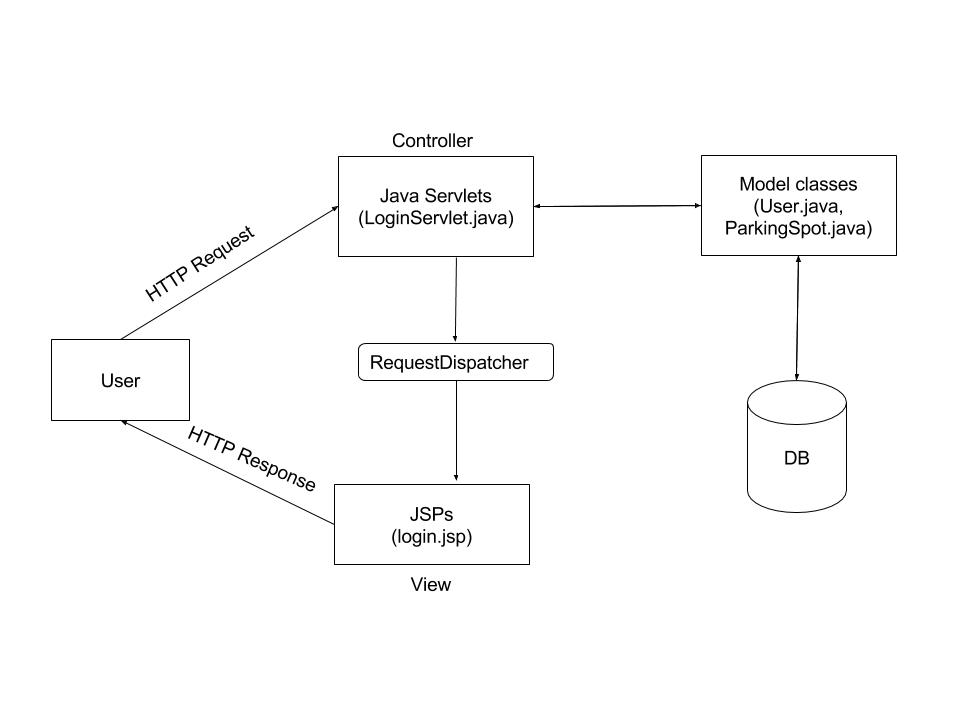 Controller
Java Servlets
(LoginServlet.java)
Model classes
(User.java,
ParkingSpot.java)
HTTP Request
RequestDispatcher
User
HTTP Response
DB
JSPs
(login.jsp)
View